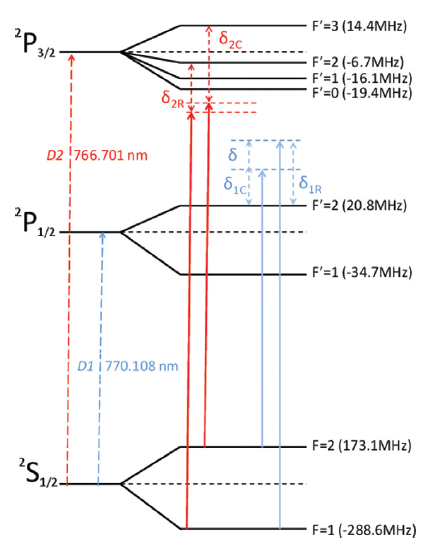 ²P₃/₂
F'=3 (14.4MHz)
δ₂C
F'=2 (-6.7MHz)
F'=1 (-16.1MHz)
F'=0 (-19.4MHz)
δ₂R
D2 766.701 nm
δ
δ₁C
δ₁R
²P₁/₂
F'=2 (20.8MHz)
F'=1 (-34.7MHz)
D1 770.108 nm
F=2 (173.1MHz)
²S₁/₂
F=1 (-288.6MHz)